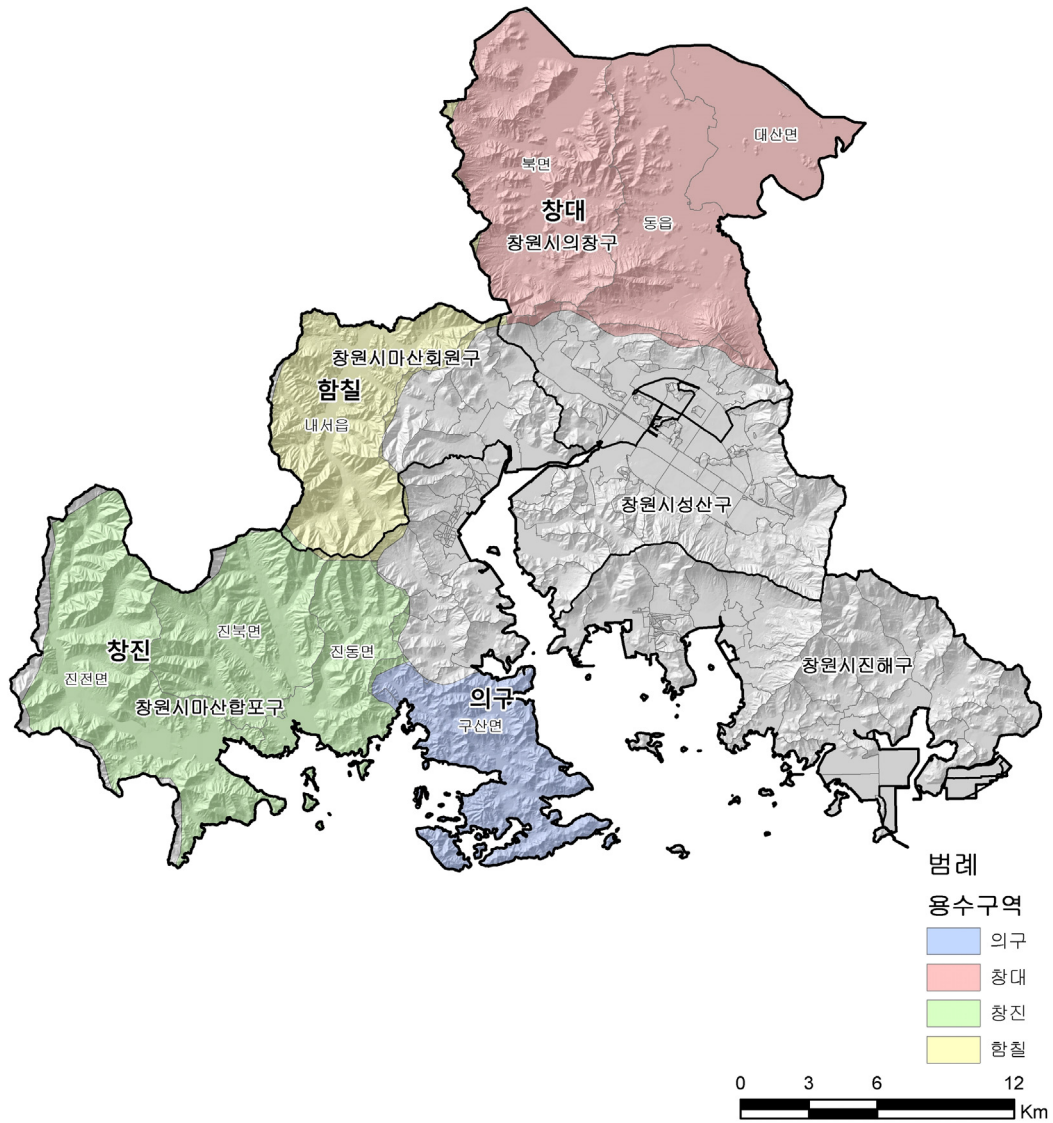 대산면
북면
창대
동읍
창원시의창구
창원시마산회원구
함칠
내서읍
창원시성산구
진북면
창진
진동면
진전면
창원시진해구
의구
창원시마산합포구
구산면
범례
용수구역
의구
창대
창진
함칠
0 3 6 12
Km